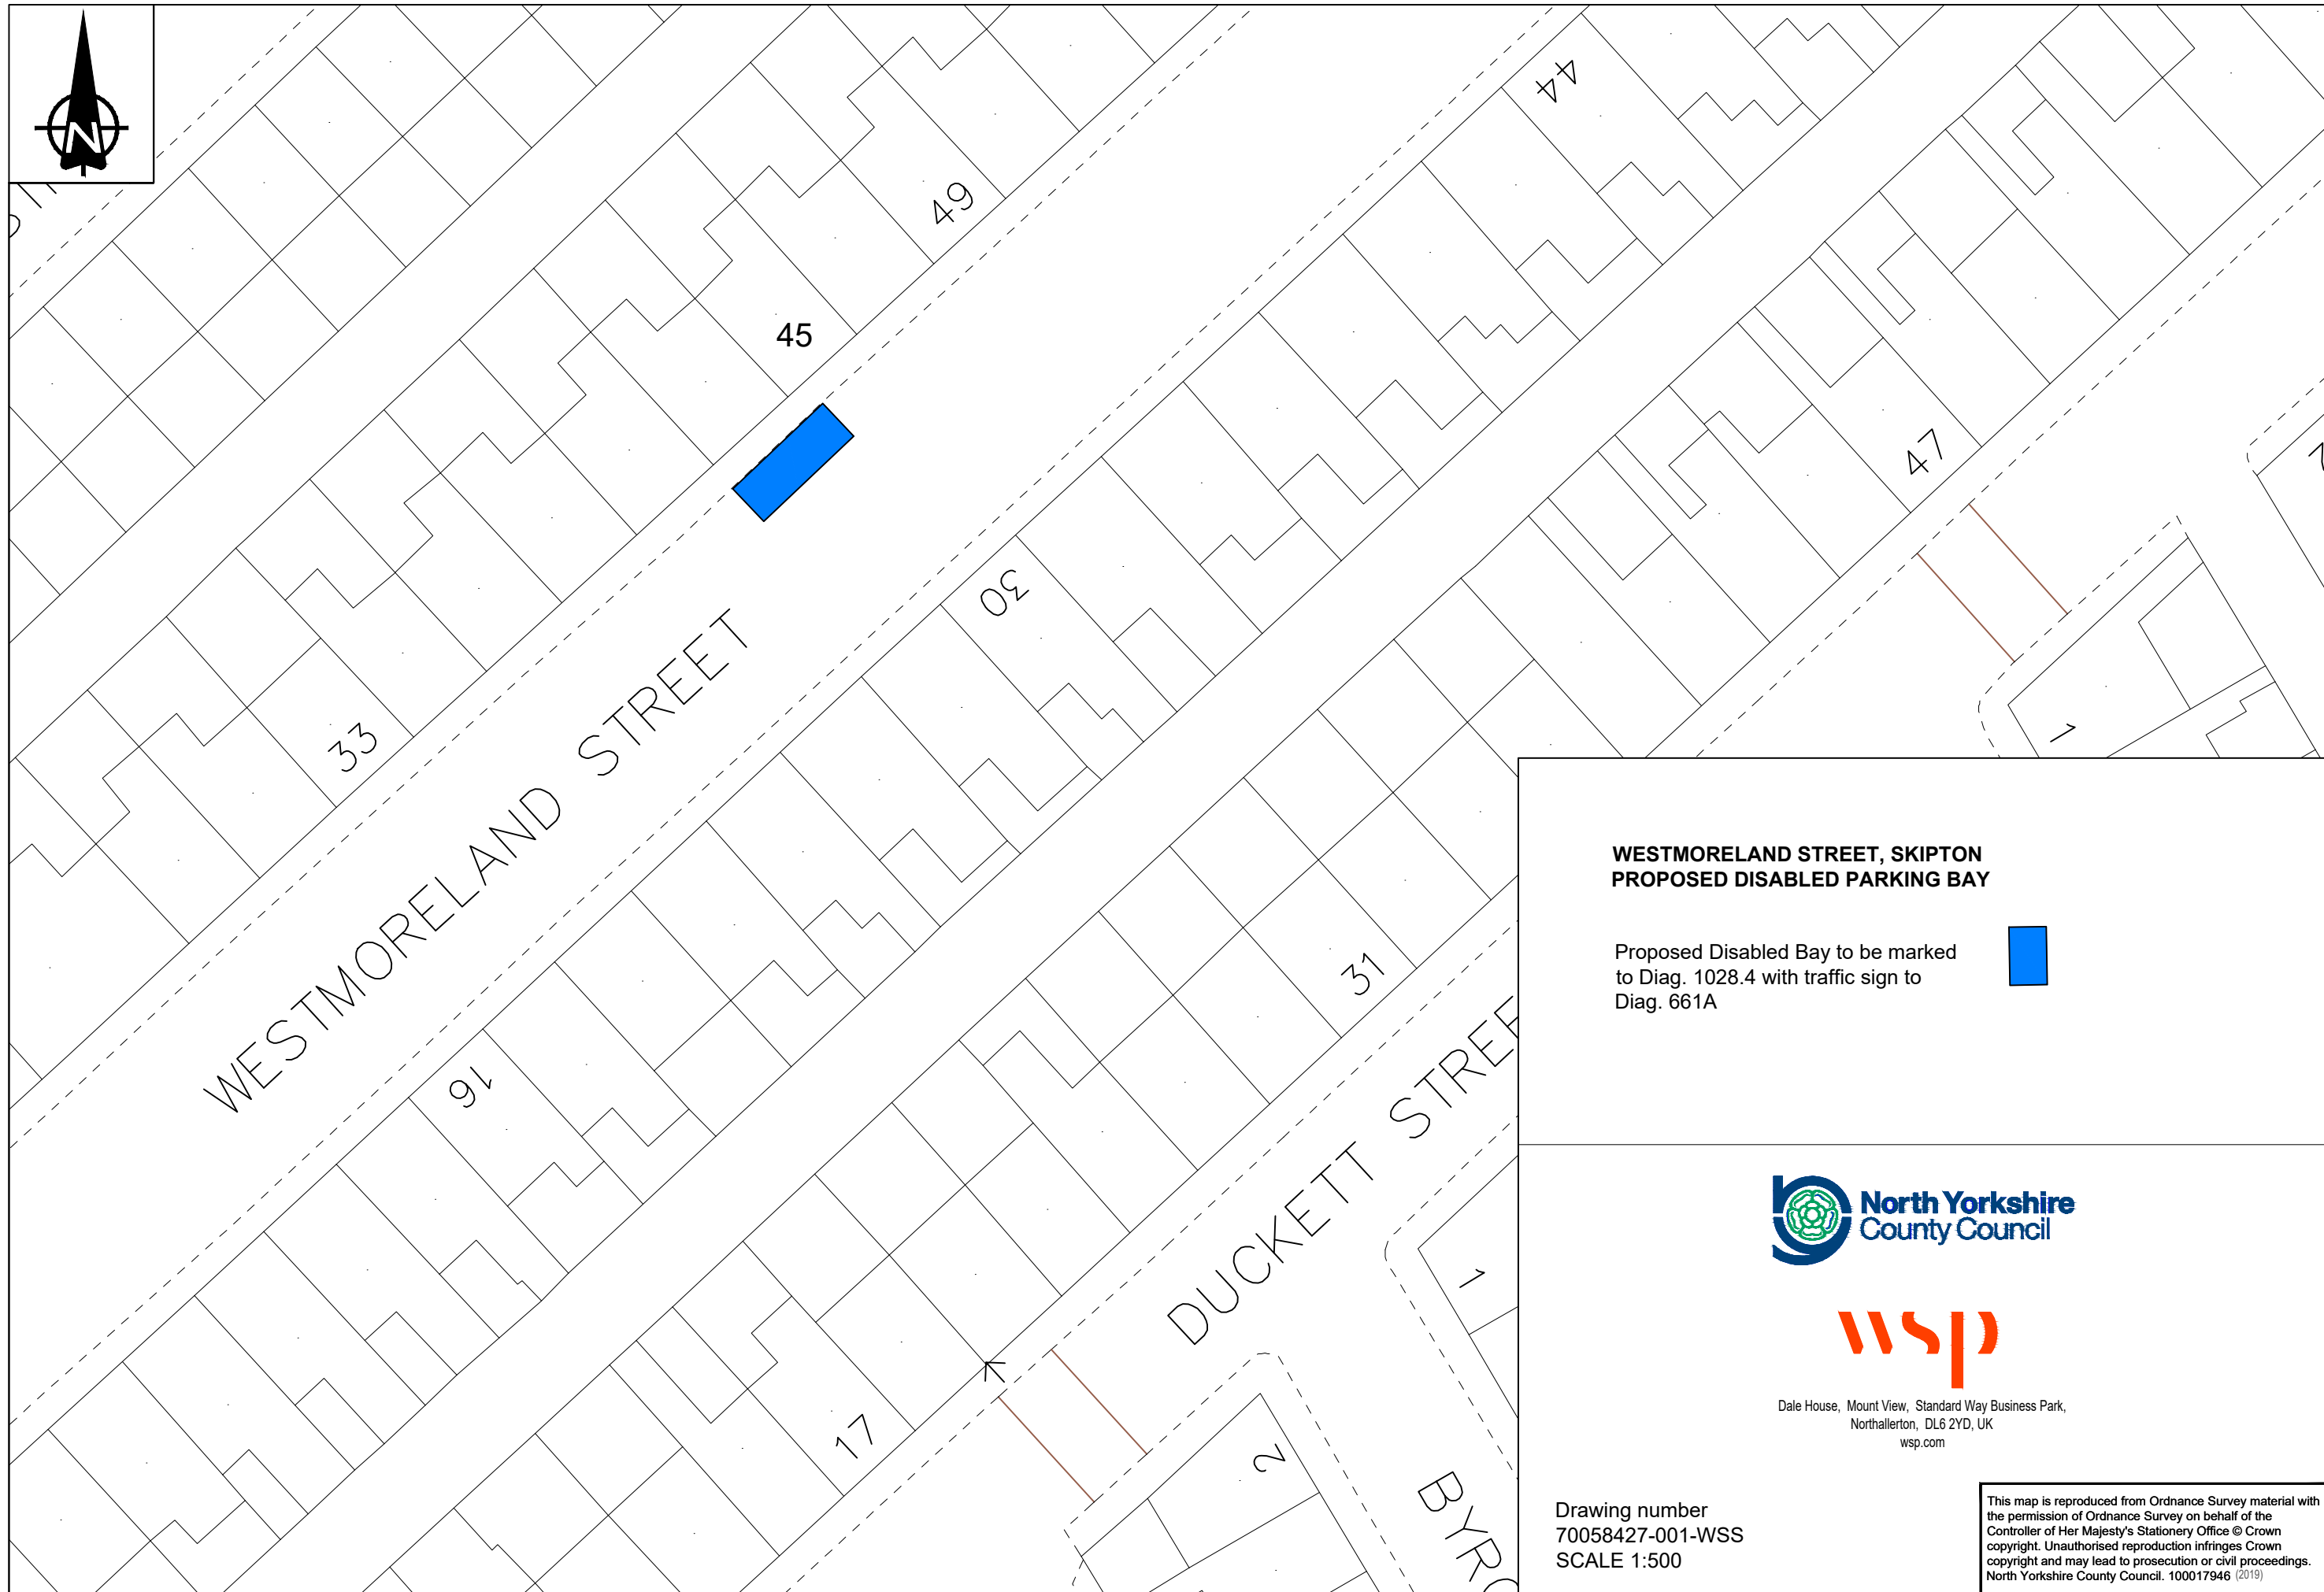 N
49
45
44
47
30
33
WESTMORELAND STREET
16
31
17
DUCKETT STREE
1
1
2
BYRO
WESTMORELAND STREET, SKIPTON
PROPOSED DISABLED PARKING BAY
Proposed Disabled Bay to be marked
to Diag. 1028.4 with traffic sign to
Diag. 661A
North Yorkshire
County Council
wsp
Dale House, Mount View, Standard Way Business Park,
Northallerton, DL6 2YD, UK
wsp.com
Drawing number
70058427-001-WSS
SCALE 1:500
This map is reproduced from Ordnance Survey material with
the permission of Ordnance Survey on behalf of the
Controller of Her Majesty's Stationery Office © Crown
copyright. Unauthorised reproduction infringes Crown
copyright and may lead to prosecution or civil proceedings.
North Yorkshire County Council. 100017946 (2019)